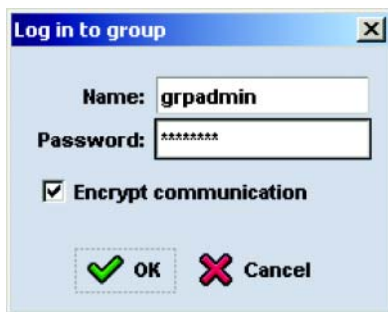 Log in to group
Name: grpadmin
Password: ********
Encrypt communication
OK Cancel